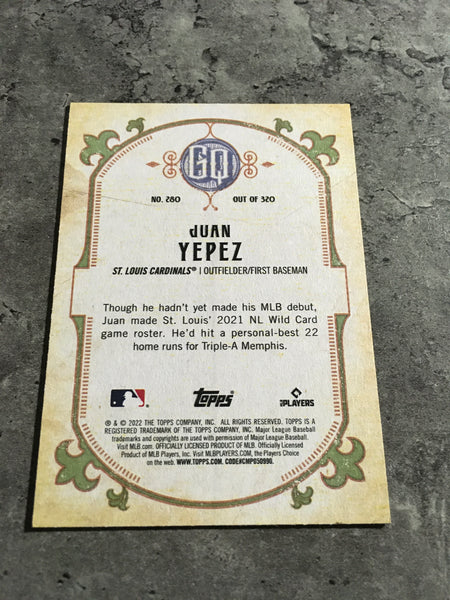 GQ
NO. 280 OUT OF 320
JUAN
YEPEZ
ST. LOUIS CARDINALS® | OUTFIELDER/FIRST BASEMAN
Though he hadn't yet made his MLB debut,
Juan made St. Louis' 2021 NL Wild Card
game roster. He'd hit a personal-best 22
home runs for Triple-A Memphis.
Topps
PLAYERS
® & © 2022 THE TOPPS COMPANY, INC. ALL RIGHTS RESERVED. TOPPS IS A
REGISTERED TRADEMARK OF THE TOPPS COMPANY, INC. Major League Baseball
trademarks and copyrights are used with permission of Major League Baseball.
Visit MLB.com. OFFICIALLY LICENSED PRODUCT OF MLB. Officially Licensed
Product of MLB Players, Inc. Visit MLBPLAYERS.COM, the Players Choice
on the web. WWW.TOPPS.COM. CODE#CMP050990.